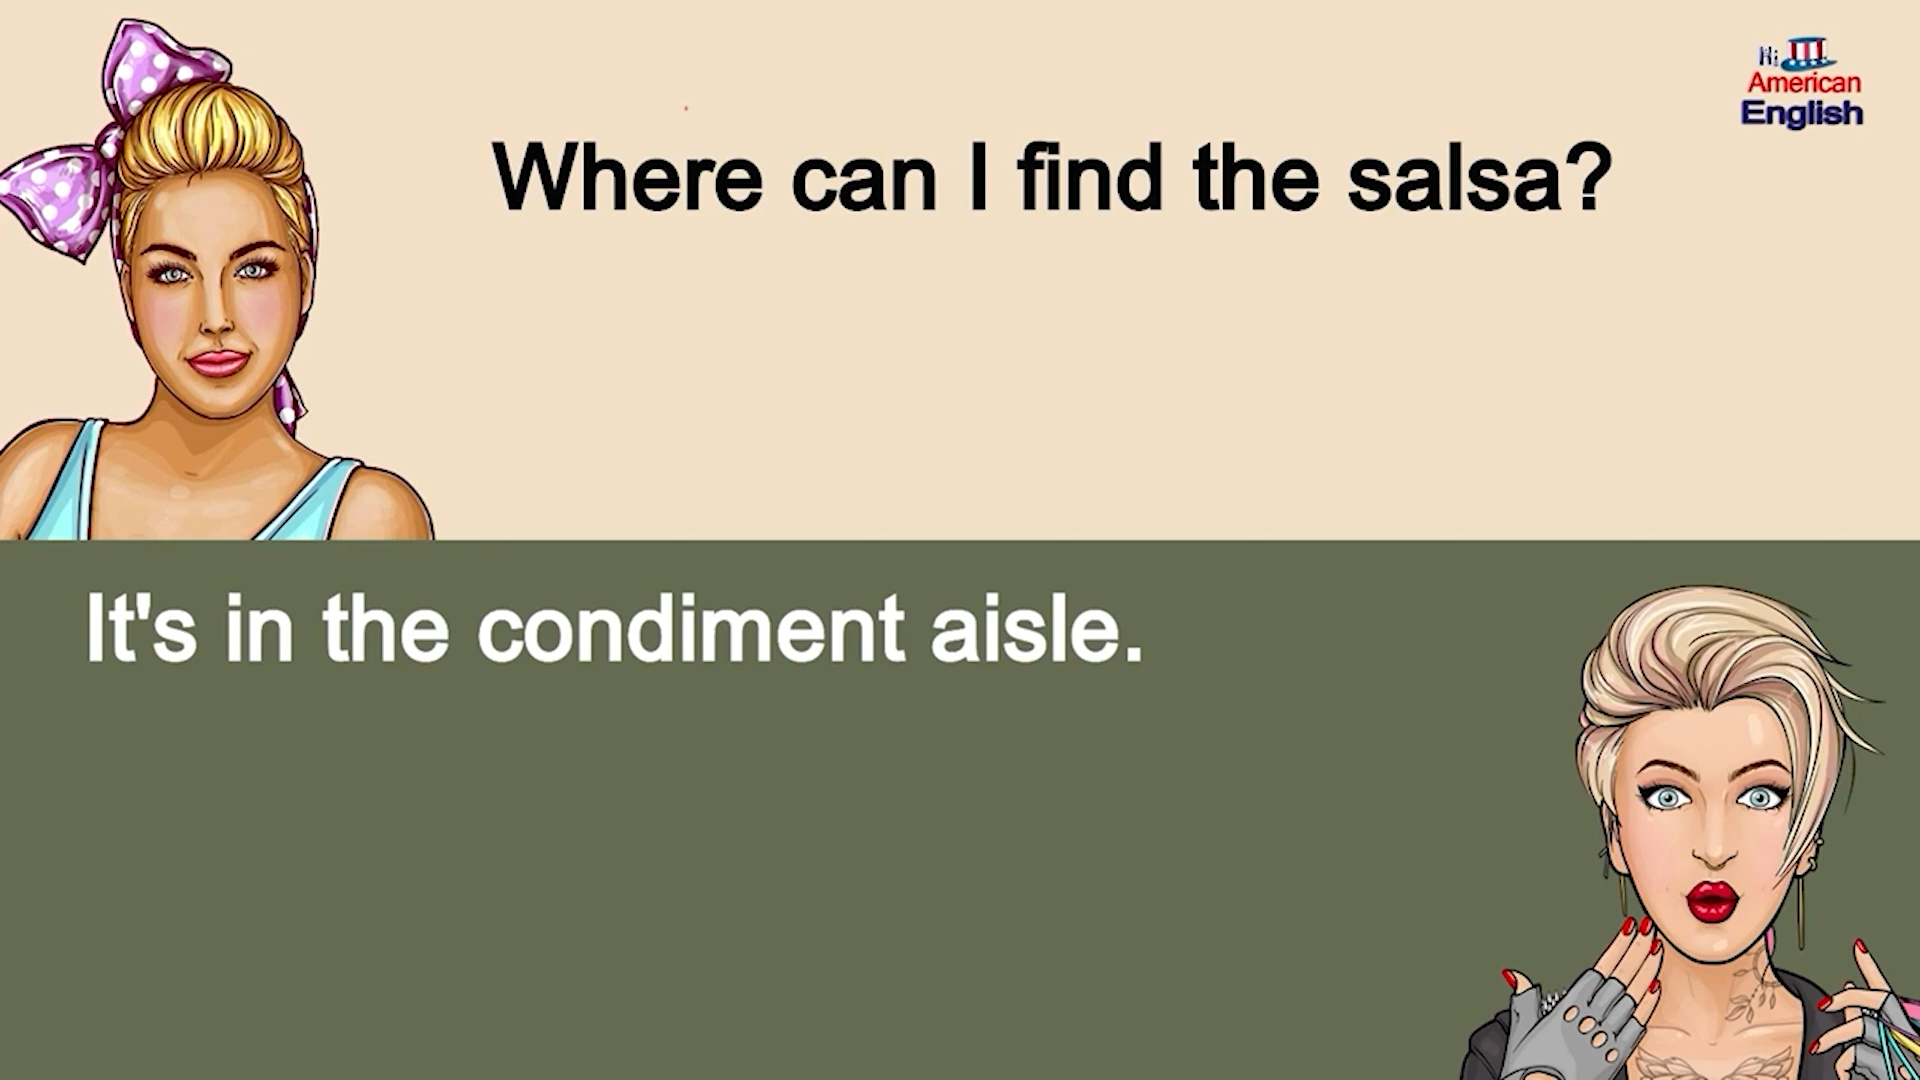 Hi
American
English
Where can I find the salsa?
It's in the condiment aisle.